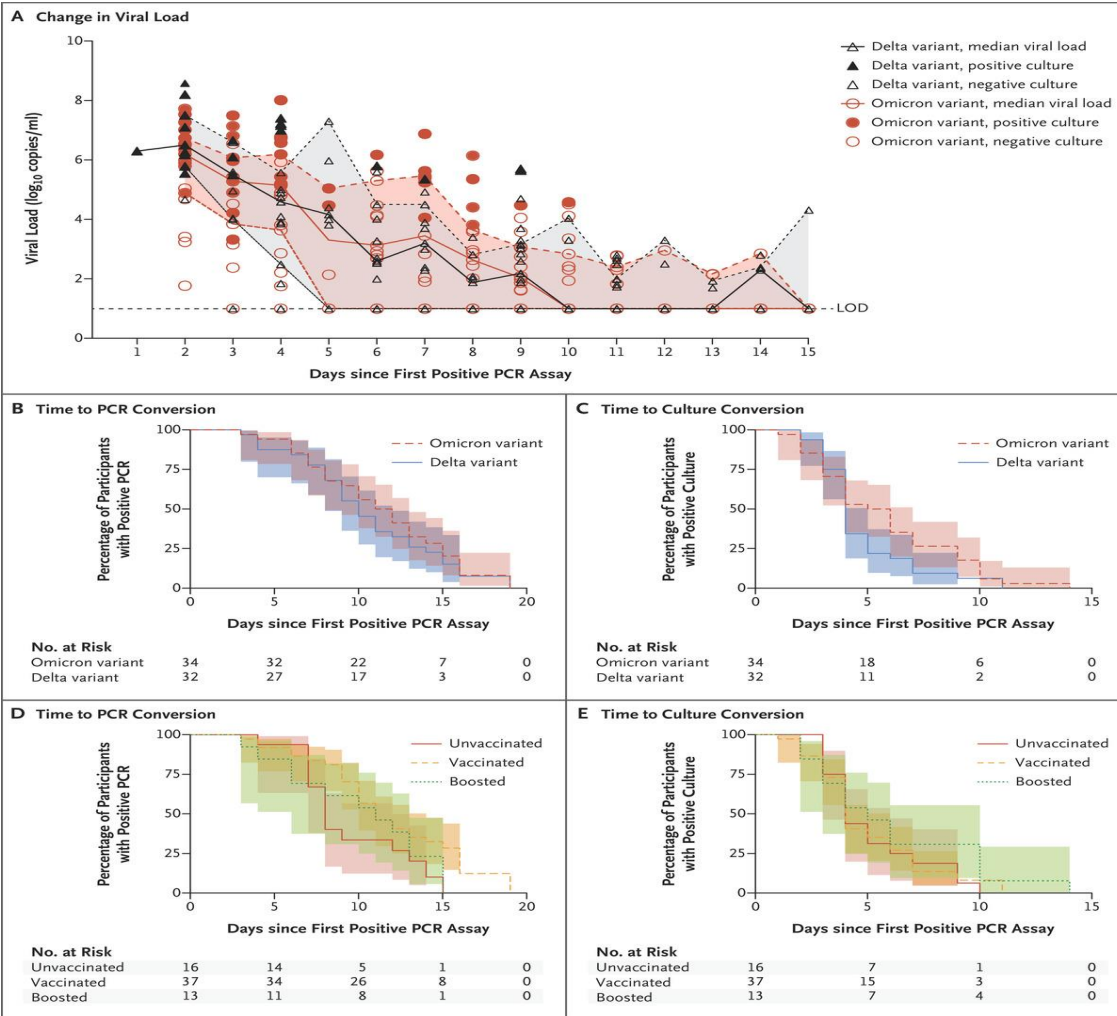 A Change in Viral Load
10
8
6
4
2
0
Viral Load (log10 copies/ml)
Delta variant, median viral load
Delta variant, positive culture
Delta variant, negative culture
Omicron variant, median viral load
Omicron variant, positive culture
Omicron variant, negative culture
LOD
1 2 3 4 5 6 7 8 9 10 11 12 13 14 15
Days since First Positive PCR Assay
B Time to PCR Conversion
100
75
50
25
0
Percentage of Participants
with Positive PCR
Omicron variant
Delta variant
0 5 10 15 20
Days since First Positive PCR Assay
No. at Risk
Omicron variant 34 32 22 7 0
Delta variant 32 27 17 3 0
C Time to Culture Conversion
100
75
50
25
0
Percentage of Participants
with Positive Culture
Omicron variant
Delta variant
0 5 10 15
Days since First Positive PCR Assay
No. at Risk
Omicron variant 34 18 6 0
Delta variant 32 11 2 0
D Time to PCR Conversion
100
75
50
25
0
Percentage of Participants
with Positive PCR
Unvaccinated
Vaccinated
Boosted
0 5 10 15 20
Days since First Positive PCR Assay
No. at Risk
Unvaccinated 16 14 5 1 0
Vaccinated 37 34 26 8 0
Boosted 13 11 8 1 0
E Time to Culture Conversion
100
75
50
25
0
Percentage of Participants
with Positive Culture
Unvaccinated
Vaccinated
Boosted
0 5 10 15
Days since First Positive PCR Assay
No. at Risk
Unvaccinated 16 7 1 0
Vaccinated 37 15 3 0
Boosted 13 7 4 0